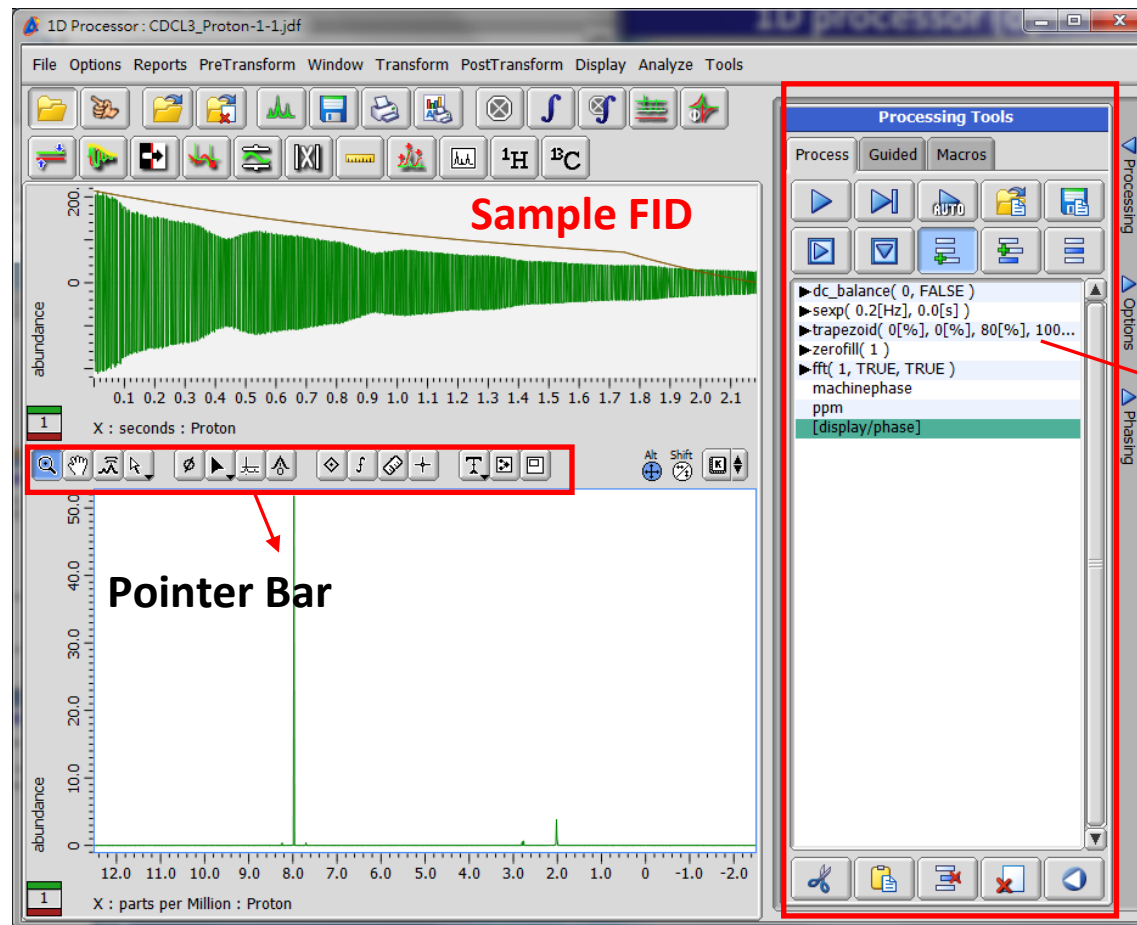 1D Processor : CDCL3_Proton-1-1.jdf
1D processor
File Options Reports PreTransform Window Transform PostTransform Display Analyze Tools
¹H ¹³C
Sample FID
200.
0
abundance
0.1 0.2 0.3 0.4 0.5 0.6 0.7 0.8 0.9 1.0 1.1 1.2 1.3 1.4 1.5 1.6 1.7 1.8 1.9 2.0 2.1
1
X : seconds : Proton
T
Alt Shift
K
Pointer Bar
50.0
40.0
30.0
20.0
10.0
0
abundance
12.0 11.0 10.0 9.0 8.0 7.0 6.0 5.0 4.0 3.0 2.0 1.0 0 -1.0 -2.0
1
X : parts per Million : Proton
Processing Tools
Process Guided Macros
AUTO
dc_balance( 0, FALSE )
sexp( 0.2[Hz], 0.0[s] )
trapezoid( 0[%], 0[%], 80[%], 100...
zerofill( 1 )
fft( 1, TRUE, TRUE )
machinephase
ppm
[display/phase]
Processing
Options
Phasing